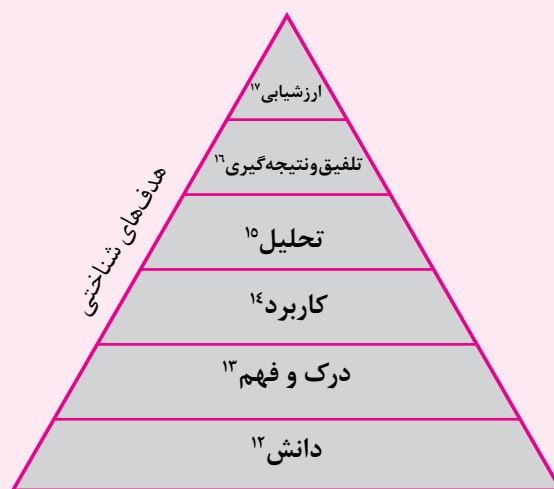 ارزشیابی۱۷
تلفیق‌ونتیجه‌گیری۱۶
هدف‌های شناختی
تحلیل۱۵
کاربرد۱۴
درک و فهم۱۳
دانش۱۲